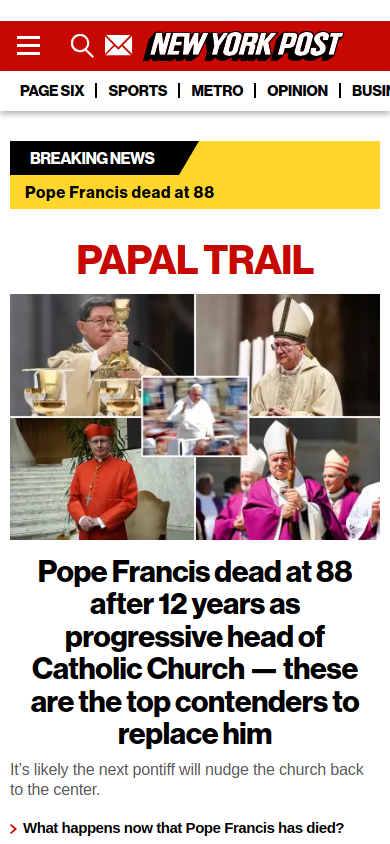 NEW YORK POST
PAGE SIX SPORTS METRO OPINION BUSIN
BREAKING NEWS
Pope Francis dead at 88
PAPAL TRAIL
Pope Francis dead at 88
after 12 years as
progressive head of
Catholic Church — these
are the top contenders to
replace him
It’s likely the next pontiff will nudge the church back
to the center.
What happens now that Pope Francis has died?